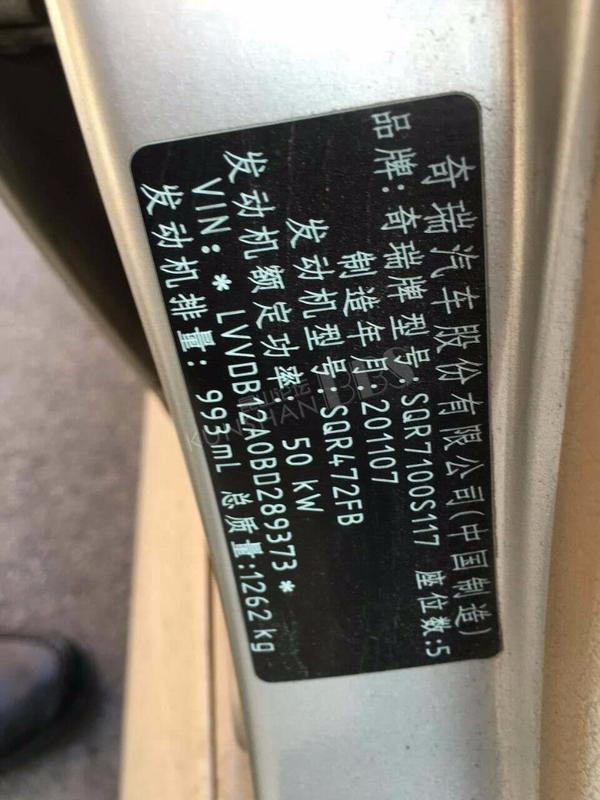 奇瑞汽车股份有限公司(中国制造)
品牌: 奇瑞牌型号: SQR7100S117 座位数:5
制造年月: 201107
发动机型号: SQR472FB
发动机额定功率: 50 kW
VIN: * LVVDB12A0BD289373 *
发动机排量: 993mL 总质量:1262kg